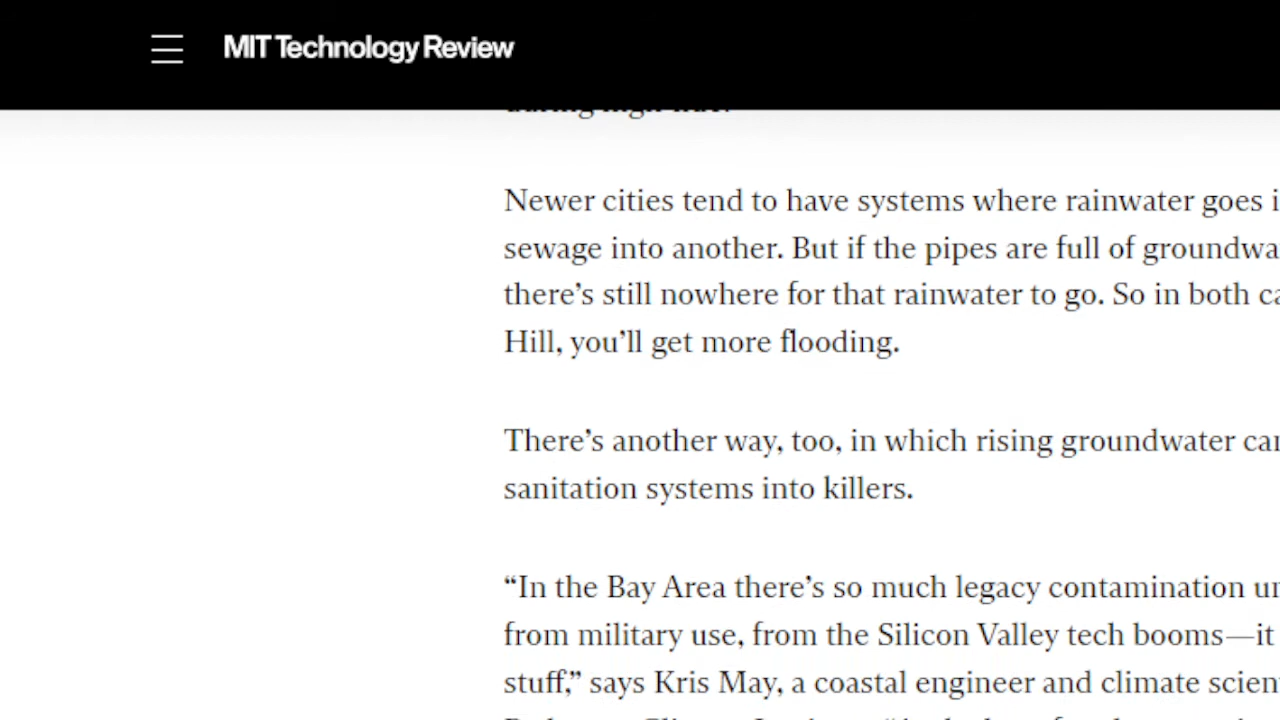 MIT Technology Review
during high tide.
Newer cities tend to have systems where rainwater goes
sewage into another. But if the pipes are full of
there’s still nowhere for that rainwater to go. So in both
Hill, you’ll get more flooding.
There’s another way, too, in which rising groundwater
sanitation systems into killers.
“In the Bay Area there’s so much legacy contamination
from military use, from the Silicon Valley tech booms—it
stuff,” says Kris May, a coastal engineer and climate